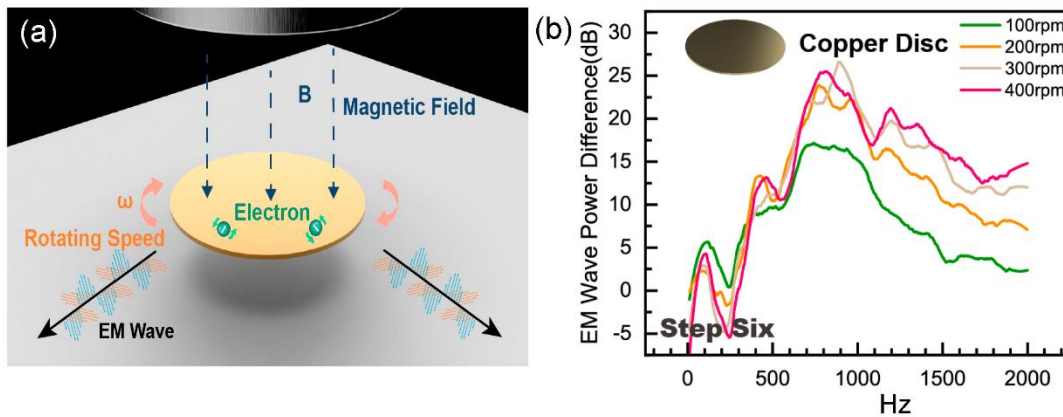 (a)
B
Magnetic Field
ω
Electron
Rotating Speed
EM Wave
(b)
Copper Disc
100rpm
200rpm
300rpm
400rpm
EM Wave Power Difference(dB)
30
25
20
15
10
5
0
-5
Step Six
0 500 1000 1500 2000
Hz